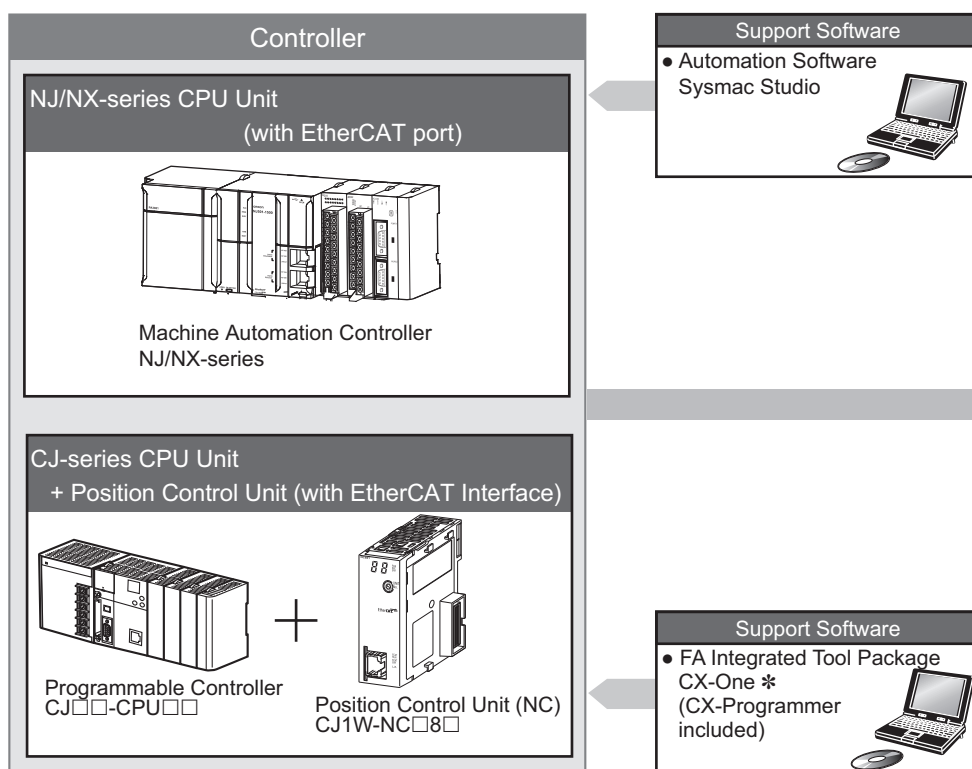 Controller
NJ/NX-series CPU Unit
(with EtherCAT port)
Machine Automation Controller
NJ/NX-series
CJ-series CPU Unit
+ Position Control Unit (with EtherCAT Interface)
Programmable Controller
CJ□□-CPU□□
+
Position Control Unit (NC)
CJ1W-NC□8□
Support Software
● Automation Software
Sysmac Studio
Support Software
● FA Integrated Tool Package
CX-One ✻
(CX-Programmer
included)